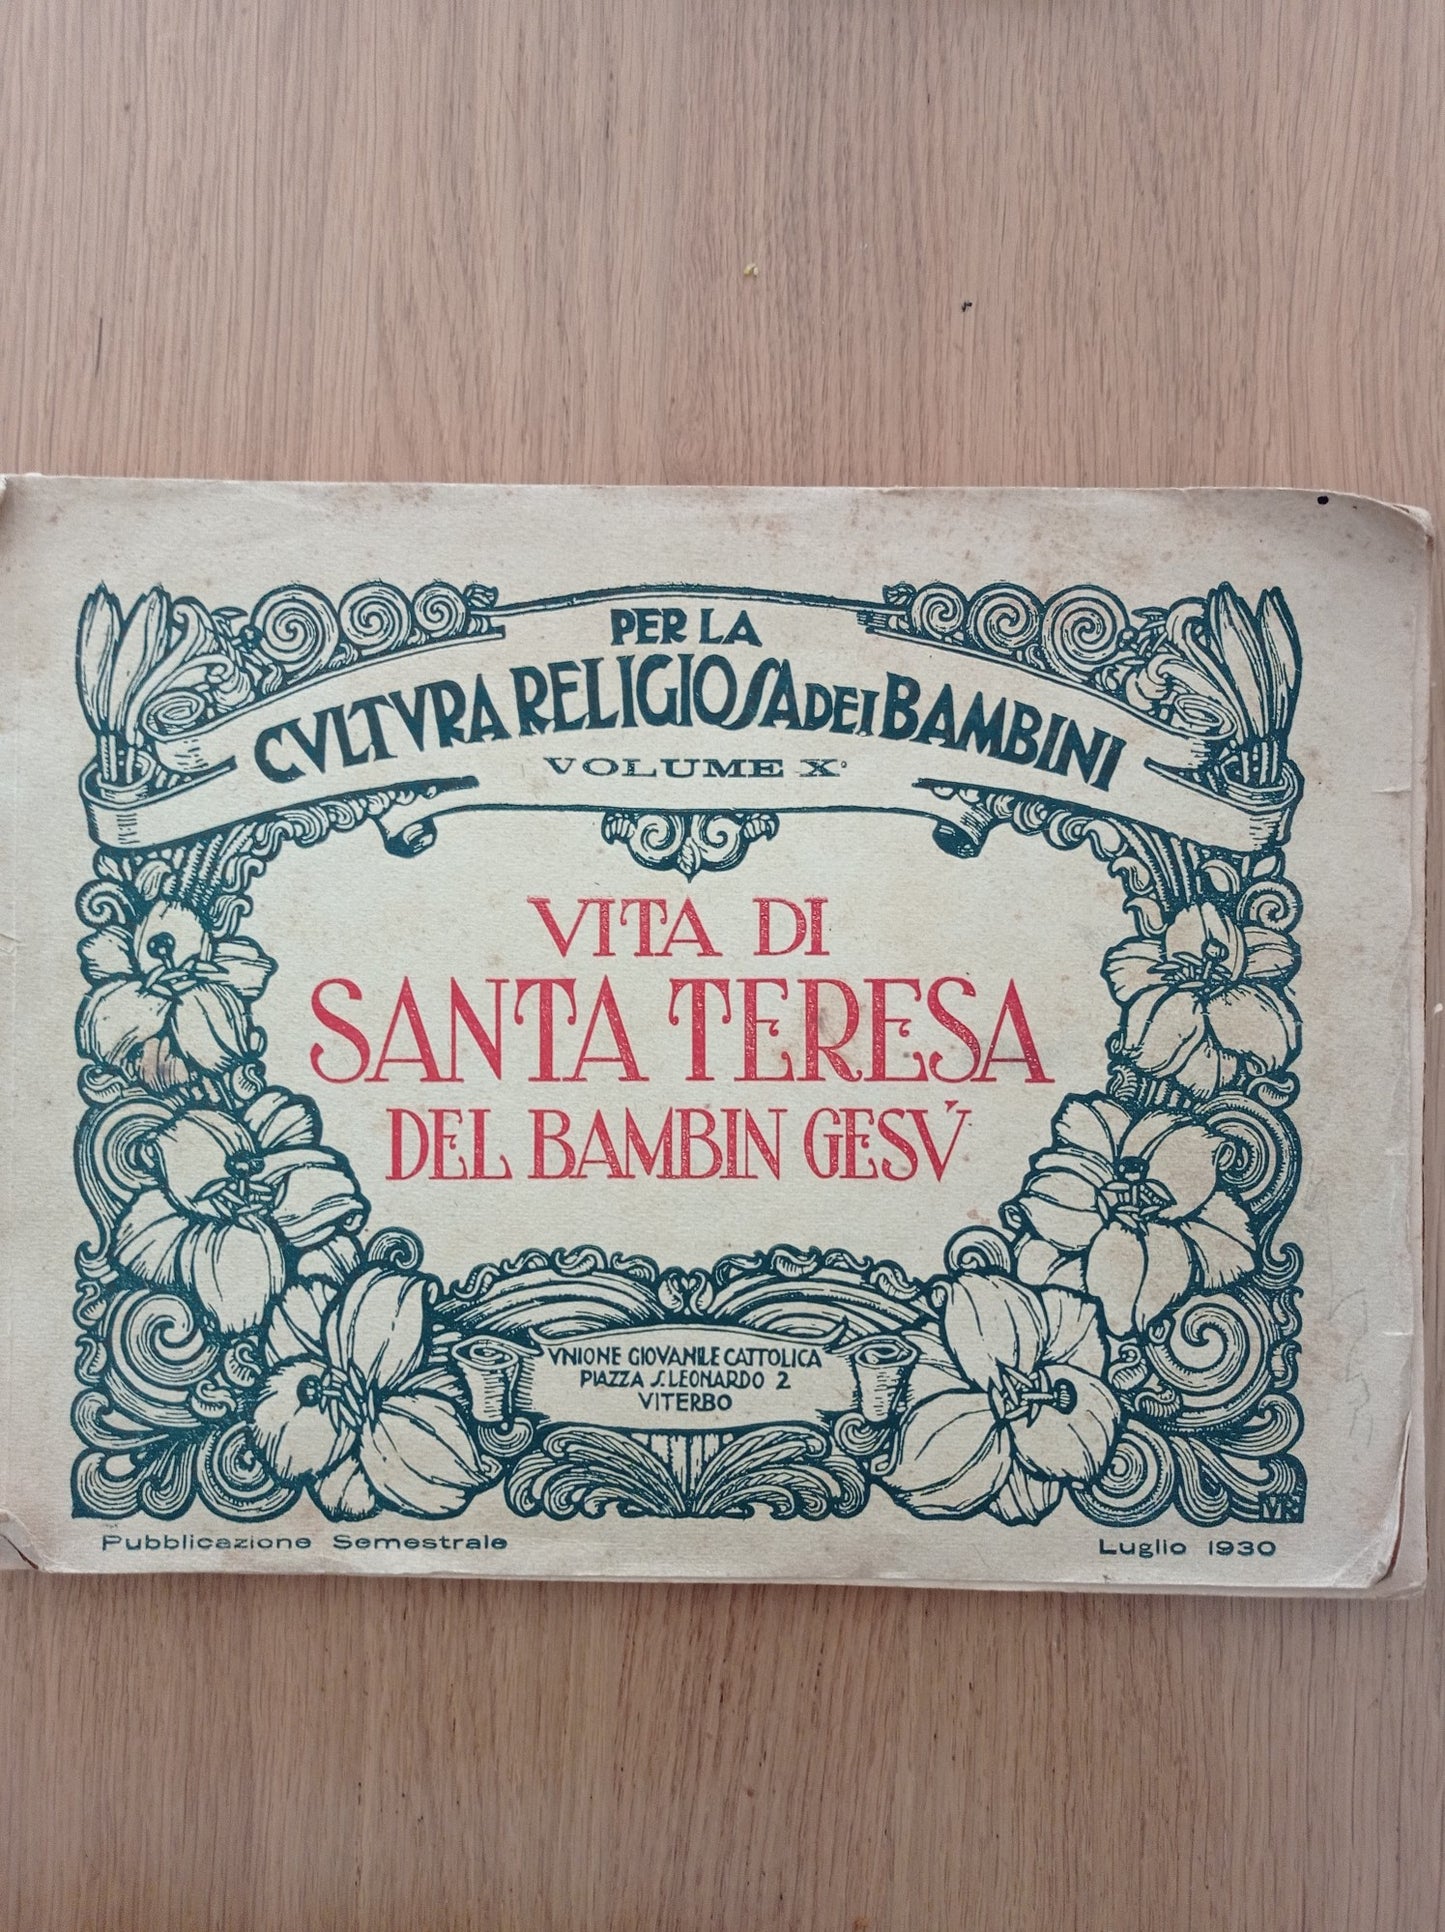 PER LA
CVLTVRA RELIGIOSA DEI BAMBINI
VOLUME X°
VITA DI
SANTA TERESA
DEL BAMBIN GESV̀
VNIONE GIOVANILE CATTOLICA
PIAZZA S. LEONARDO 2
VITERBO
Pubblicazione Semestrale
Luglio 1930